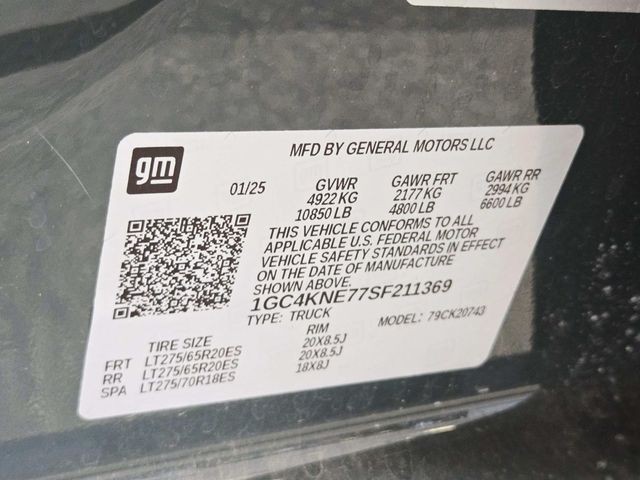 gm
MFD BY GENERAL MOTORS LLC
01/25 GVWR GAWR FRT GAWR RR
4922 KG 2177 KG 2994 KG
10850 LB 4800 LB 6600 LB
THIS VEHICLE CONFORMS TO ALL
APPLICABLE U.S. FEDERAL MOTOR
VEHICLE SAFETY STANDARDS IN EFFECT
ON THE DATE OF MANUFACTURE
SHOWN ABOVE.
1GC4KNE77SF211369
TYPE: TRUCK MODEL: 79CK20743
TIRE SIZE RIM
FRT LT275/65R20ES 20X8.5J
RR LT275/65R20ES 20X8.5J
SPA LT275/70R18ES 18X8J